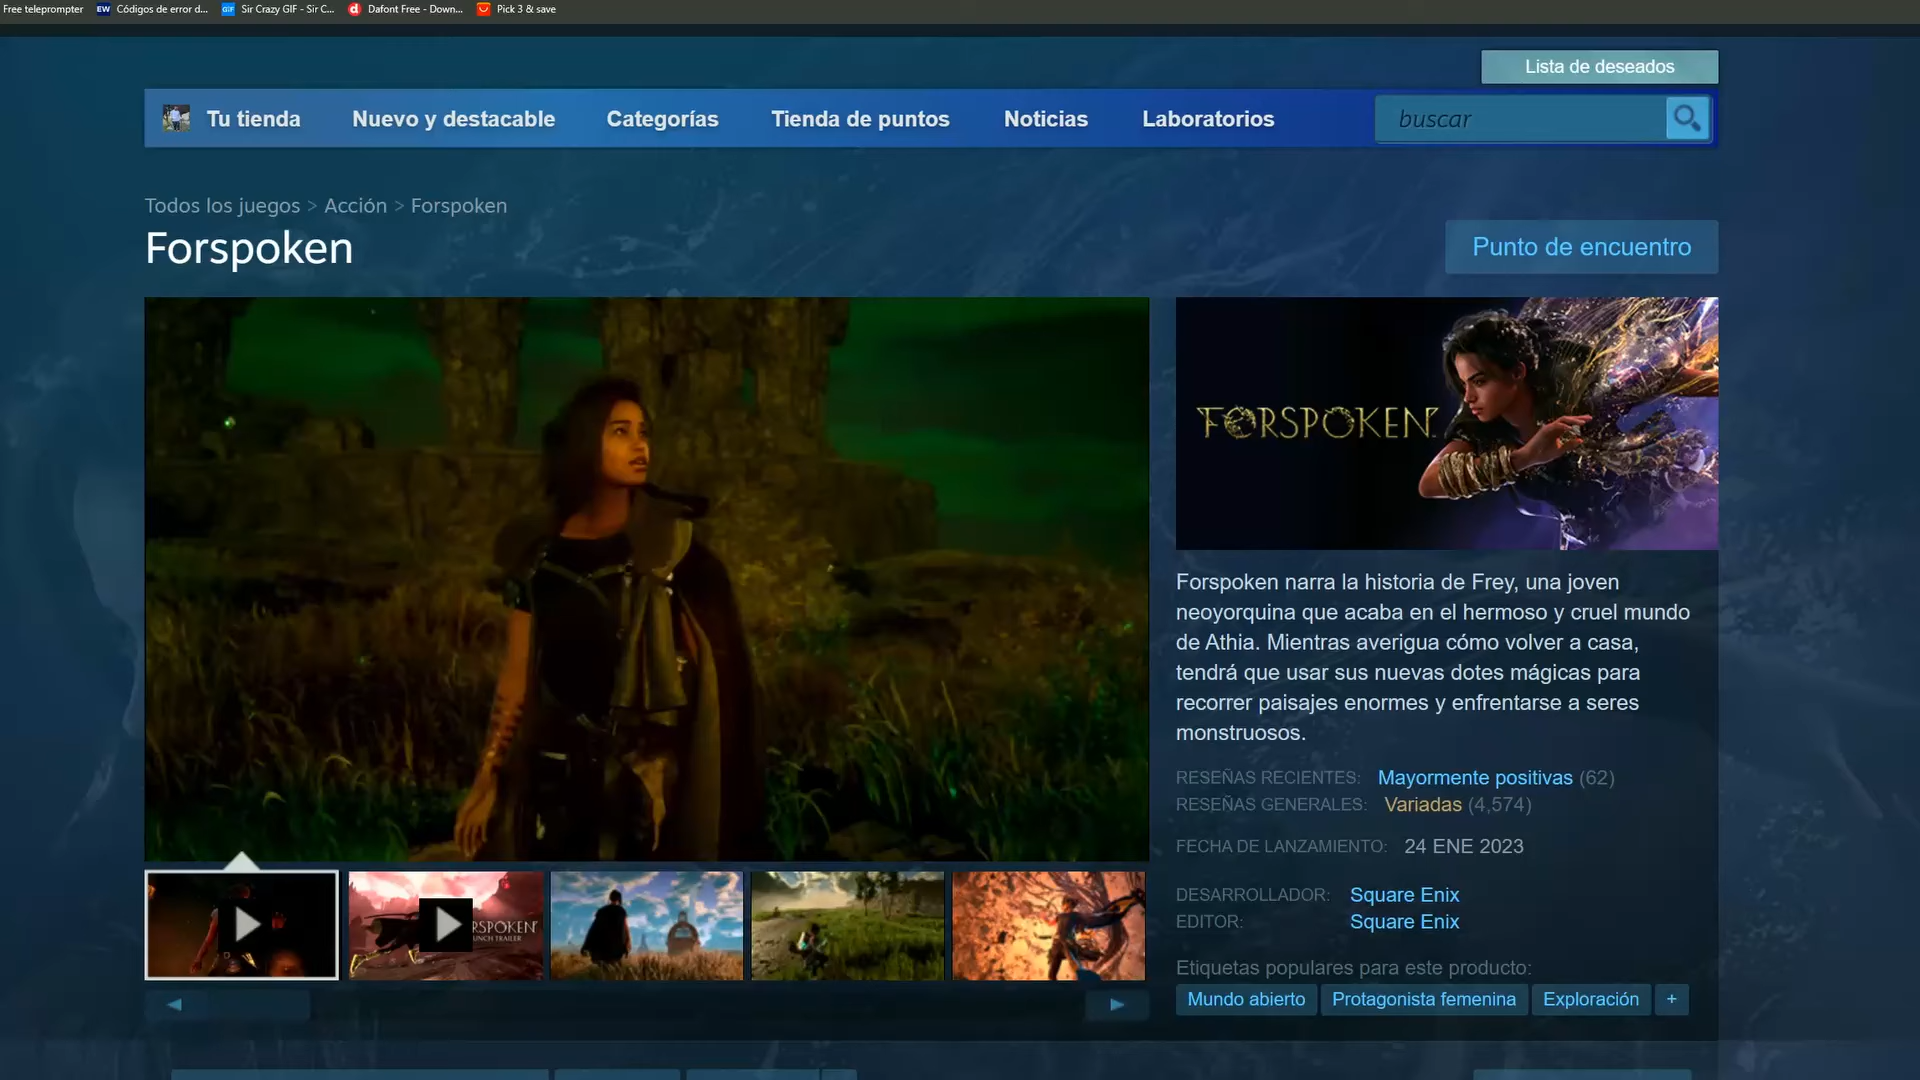 Free teleprompter
EW Códigos de error d...
GIF Sir Crazy GIF - Sir C...
d Dafont Free - Down...
Pick 3 & save
Lista de deseados
Tu tienda
Nuevo y destacable
Categorías
Tienda de puntos
Noticias
Laboratorios
buscar
Todos los juegos > Acción > Forspoken
Forspoken
Punto de encuentro
FORSPOKEN
Forspoken narra la historia de Frey, una joven
neoyorquina que acaba en el hermoso y cruel mundo
de Athia. Mientras averigua cómo volver a casa,
tendrá que usar sus nuevas dotes mágicas para
recorrer paisajes enormes y enfrentarse a seres
monstruosos.
RESEÑAS RECIENTES: Mayormente positivas (62)
RESEÑAS GENERALES: Variadas (4,574)
FECHA DE LANZAMIENTO: 24 ENE 2023
DESARROLLADOR: Square Enix
EDITOR: Square Enix
RSPOKEN
UNCH TRAILER
Etiquetas populares para este producto:
Mundo abierto
Protagonista femenina
Exploración
+